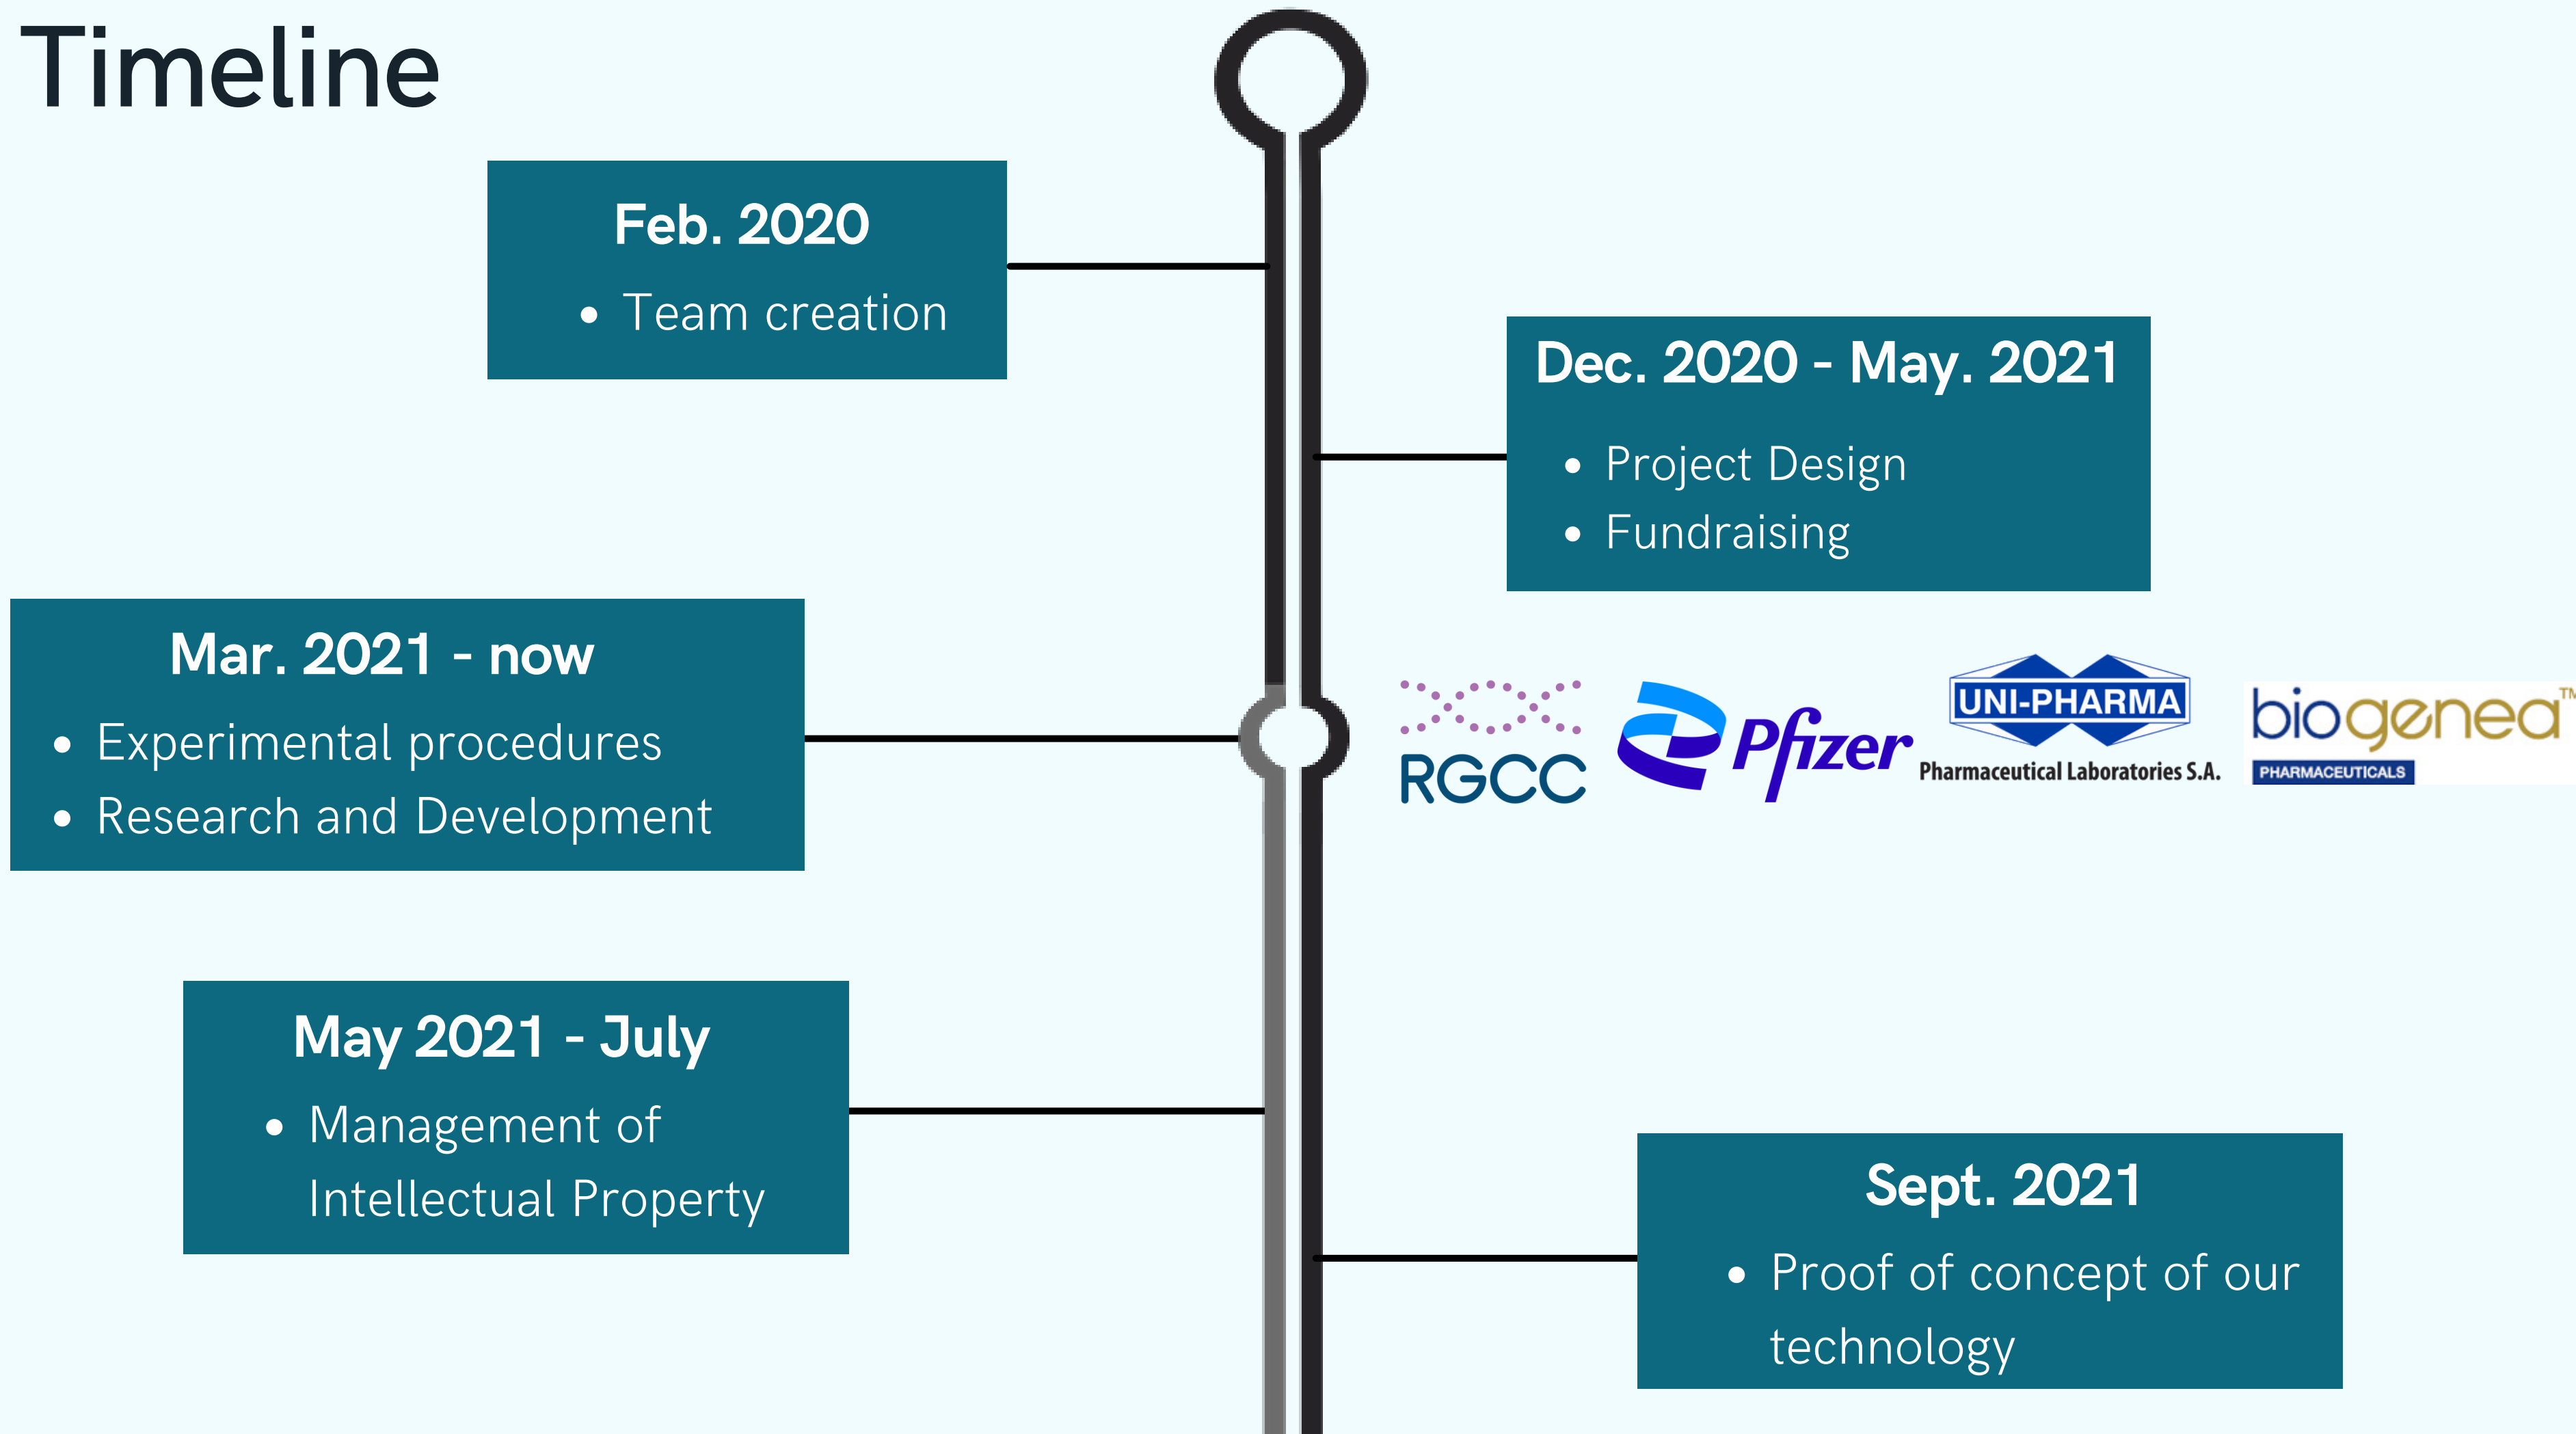 Timeline
Feb. 2020
• Team creation
Dec. 2020 - May. 2021
• Project Design
• Fundraising
Mar. 2021 - now
• Experimental procedures
• Research and Development
RGCC
Pfizer
UNI-PHARMA
Pharmaceutical Laboratories S.A.
biogenea™
PHARMACEUTICALS
May 2021 - July
• Management of
Intellectual Property
Sept. 2021
• Proof of concept of our
technology